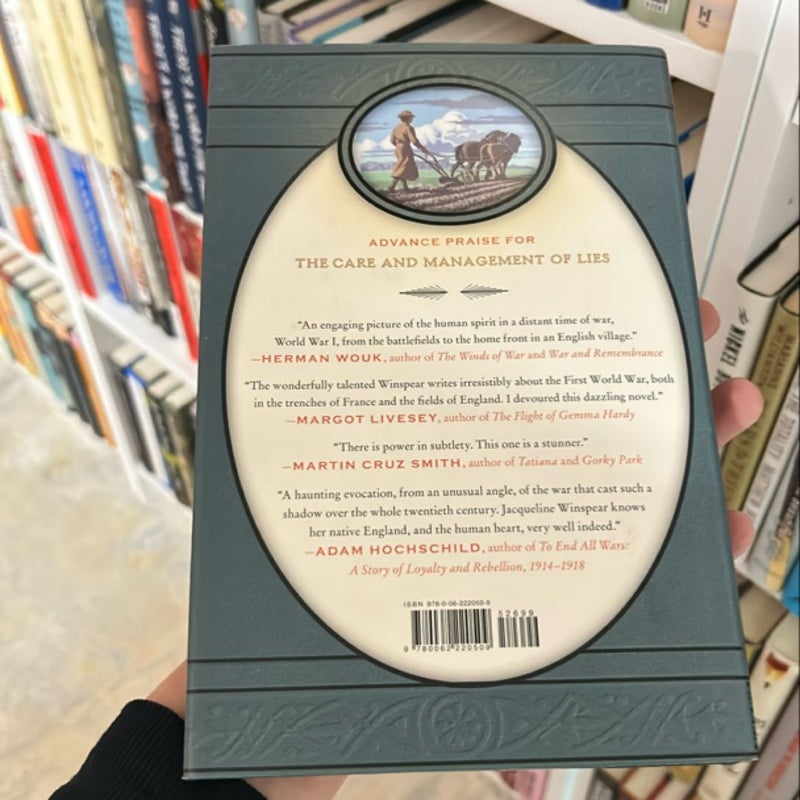 ADVANCE PRAISE FOR
THE CARE AND MANAGEMENT OF LIES
“An engaging picture of the human spirit in a distant time of war,
World War I, from the battlefields to the home front in an English village.”
—HERMAN WOUK, author of The Winds of War and War and Remembrance
“The wonderfully talented Winspear writes irresistibly about the First World War, both
in the trenches of France and the fields of England. I devoured this dazzling novel.”
—MARGOT LIVESEY, author of The Flight of Gemma Hardy
“There is power in subtlety. This one is a stunner.”
—MARTIN CRUZ SMITH, author of Tatiana and Gorky Park
“A haunting evocation, from an unusual angle, of the war that cast such a
shadow over the whole twentieth century. Jacqueline Winspear knows
her native England, and the human heart, very well indeed.”
—ADAM HOCHSCHILD, author of To End All Wars:
A Story of Loyalty and Rebellion, 1914–1918
ISBN 978-0-06-222050-9
52699
9 780062 220509